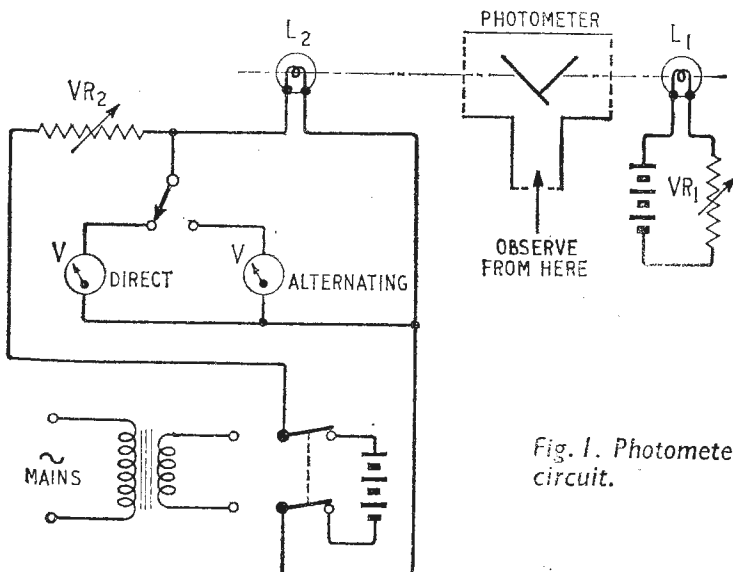 PHOTOMETER
L2
L1
VR2
VR1
V
DIRECT
V
ALTERNATING
OBSERVE
FROM HERE
~
MAINS
Fig. 1. Photomete
circuit.